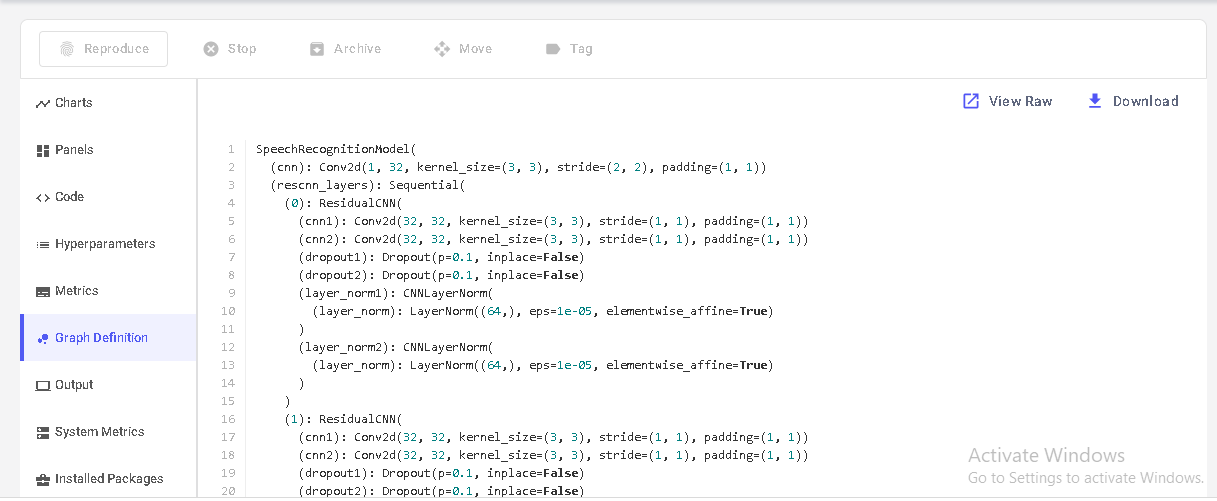 Reproduce Stop Archive Move Tag
Charts
Panels
Code
Hyperparameters
Metrics
Graph Definition
Output
System Metrics
Installed Packages
View Raw Download
1 SpeechRecognitionModel(
2 (cnn): Conv2d(1, 32, kernel_size=(3, 3), stride=(2, 2), padding=(1, 1))
3 (rescnn_layers): Sequential(
4 (0): ResidualCNN(
5 (cnn1): Conv2d(32, 32, kernel_size=(3, 3), stride=(1, 1), padding=(1, 1))
6 (cnn2): Conv2d(32, 32, kernel_size=(3, 3), stride=(1, 1), padding=(1, 1))
7 (dropout1): Dropout(p=0.1, inplace=False)
8 (dropout2): Dropout(p=0.1, inplace=False)
9 (layer_norm1): CNNLayerNorm(
10 (layer_norm): LayerNorm((64,), eps=1e-05, elementwise_affine=True)
11 )
12 (layer_norm2): CNNLayerNorm(
13 (layer_norm): LayerNorm((64,), eps=1e-05, elementwise_affine=True)
14 )
15 )
16 (1): ResidualCNN(
17 (cnn1): Conv2d(32, 32, kernel_size=(3, 3), stride=(1, 1), padding=(1, 1))
18 (cnn2): Conv2d(32, 32, kernel_size=(3, 3), stride=(1, 1), padding=(1, 1))
19 (dropout1): Dropout(p=0.1, inplace=False)
20 (dropout2): Dropout(p=0.1, inplace=False)
Activate Windows
Go to Settings to activate Windows.